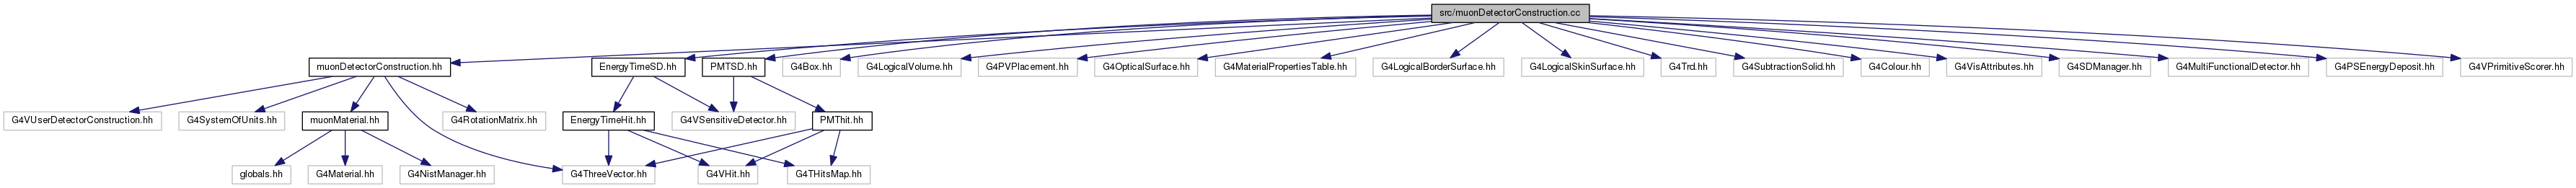 src/muonDetectorConstruction.cc
muonDetectorConstruction.hh
EnergyTimeSD.hh
PMTSD.hh
G4Box.hh
G4LogicalVolume.hh
G4PVPlacement.hh
G4OpticalSurface.hh
G4MaterialPropertiesTable.hh
G4LogicalBorderSurface.hh
G4LogicalSkinSurface.hh
G4Trd.hh
G4SubtractionSolid.hh
G4Colour.hh
G4VisAttributes.hh
G4SDManager.hh
G4MultiFunctionalDetector.hh
G4PSEnergyDeposit.hh
G4VPrimitiveScorer.hh
G4VUserDetectorConstruction.hh
G4SystemOfUnits.hh
muonMaterial.hh
G4RotationMatrix.hh
EnergyTimeHit.hh
G4VSensitiveDetector.hh
PMThit.hh
globals.hh
G4Material.hh
G4NistManager.hh
G4ThreeVector.hh
G4VHit.hh
G4THitsMap.hh